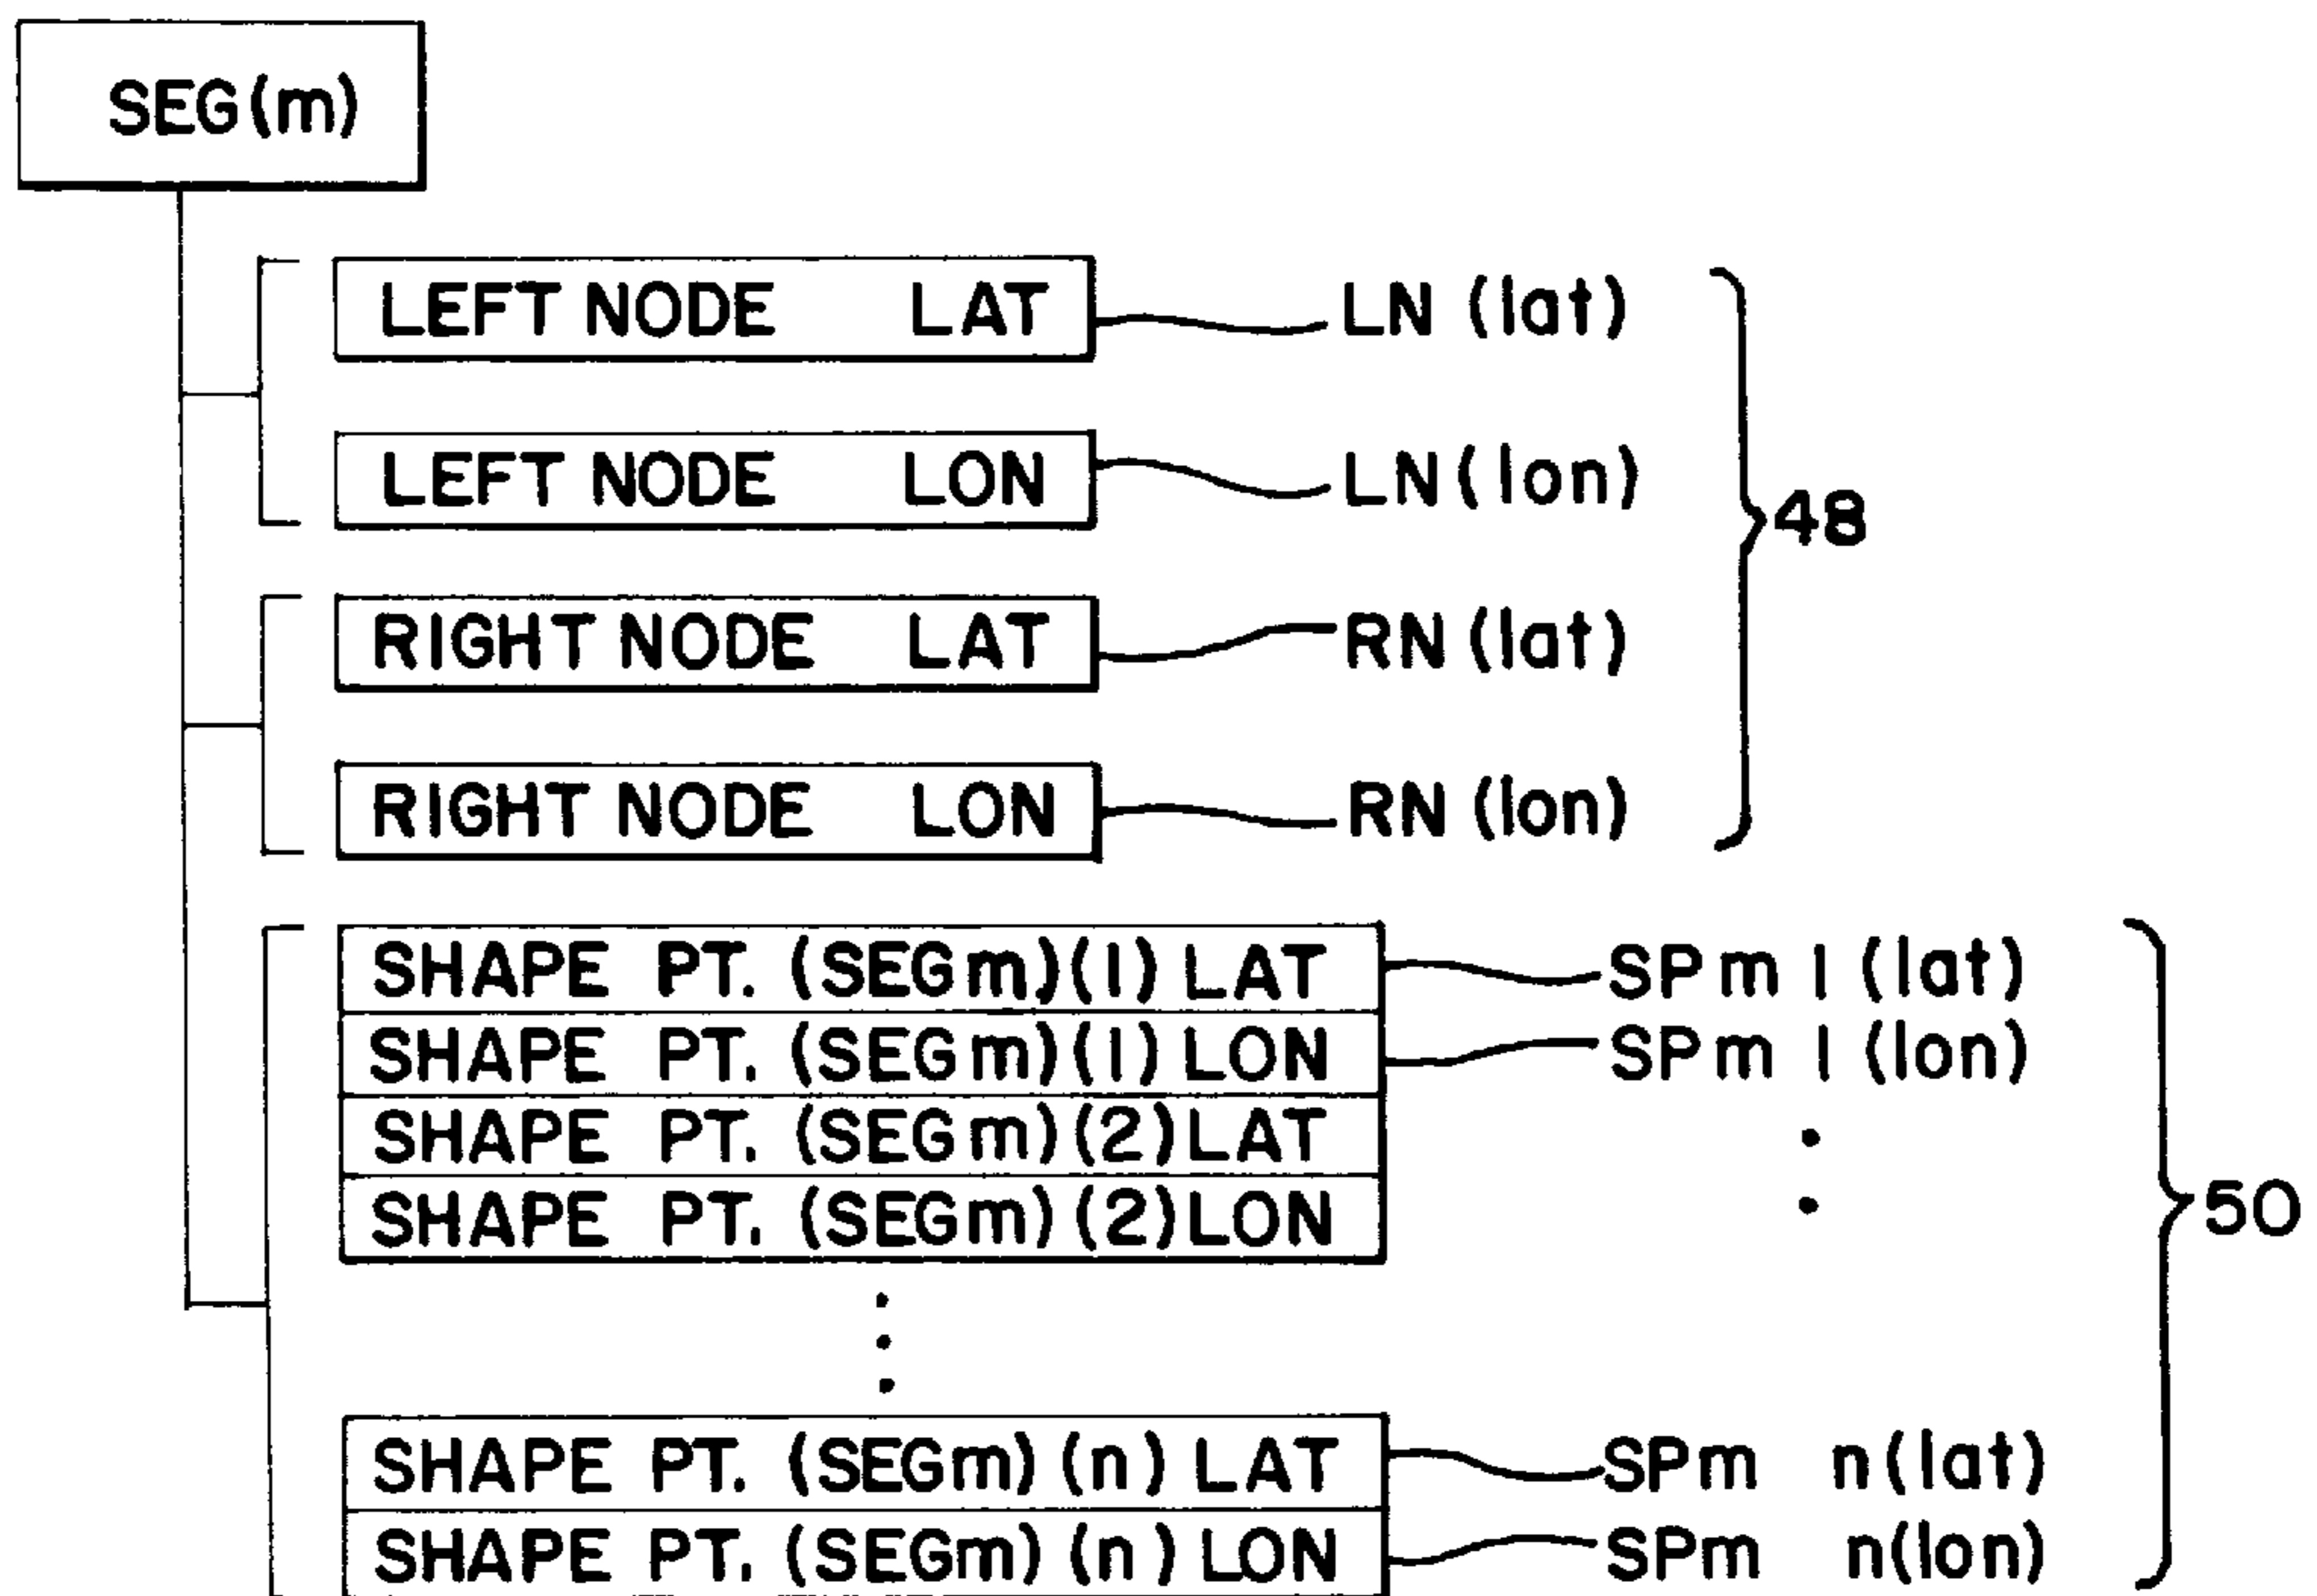 SEG(m)
LEFT NODE LAT LN (lat)
LEFT NODE LON LN(lon)
48
RIGHT NODE LAT RN (lat)
RIGHT NODE LON RN (lon)
SHAPE PT. (SEGm)(1) LAT SPm 1 (lat)
SHAPE PT. (SEGm)(1) LON SPm 1 (lon)
SHAPE PT. (SEGm)(2) LAT
SHAPE PT. (SEGm)(2) LON
50
SHAPE PT. (SEGm)(n) LAT SPm n(lat)
SHAPE PT. (SEGm)(n) LON SPm n(lon)